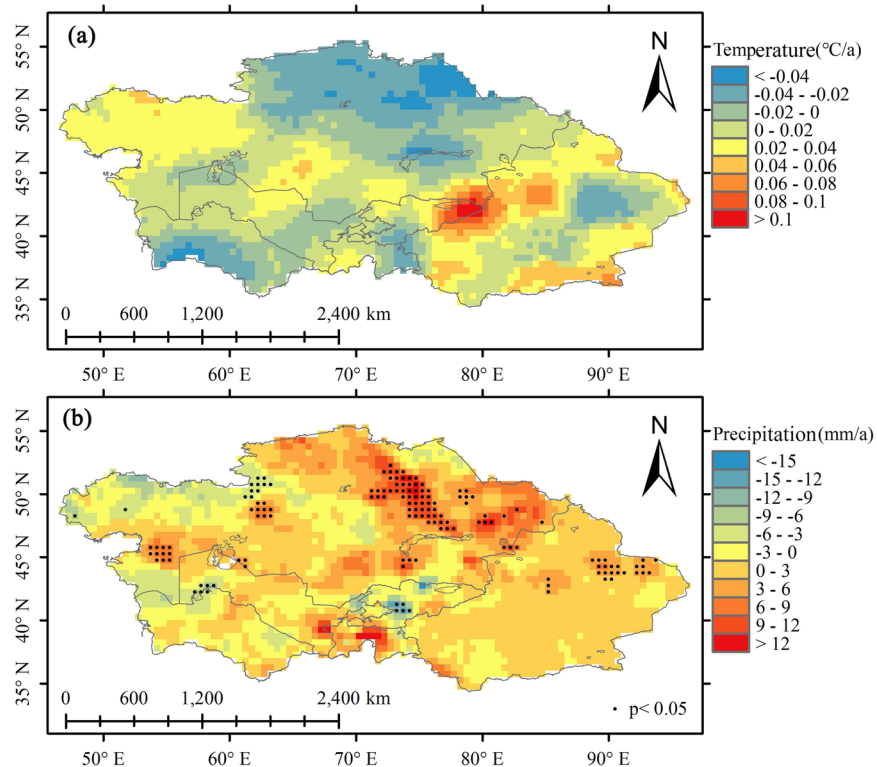 (a)
N
Temperature(°C/a)
< -0.04
-0.04 - -0.02
-0.02 - 0
0 - 0.02
0.02 - 0.04
0.04 - 0.06
0.06 - 0.08
0.08 - 0.1
> 0.1
55° N
50° N
45° N
40° N
35° N
0 600 1,200 2,400 km
50° E 60° E 70° E 80° E 90° E
(b)
N
Precipitation(mm/a)
< -15
-15 - -12
-12 - -9
-9 - -6
-6 - -3
-3 - 0
0 - 3
3 - 6
6 - 9
9 - 12
> 12
55° N
50° N
45° N
40° N
35° N
0 600 1,200 2,400 km
p< 0.05
50° E 60° E 70° E 80° E 90° E